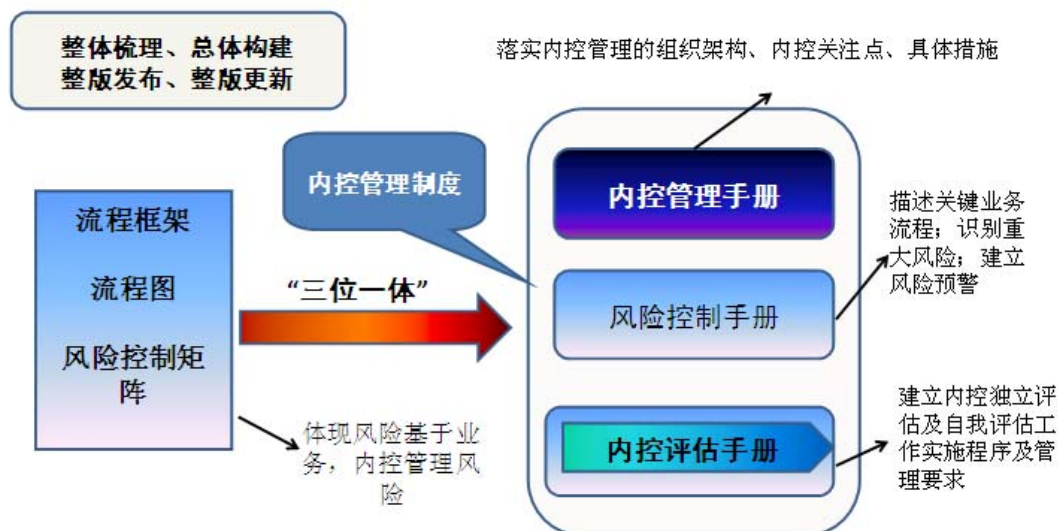 整体梳理、总体构建
整版发布、整版更新
落实内控管理的组织架构、内控关注点、具体措施
内控管理制度
内控管理手册
流程框架
流程图
风险控制矩
阵
“三位一体”
风险控制手册
描述关键业务
流程；识别重
大风险；建立
风险预警
体现风险基于业
务，内控管理风
险
内控评估手册
建立内控独立评
估及自我评估工
作实施程序及管
理要求